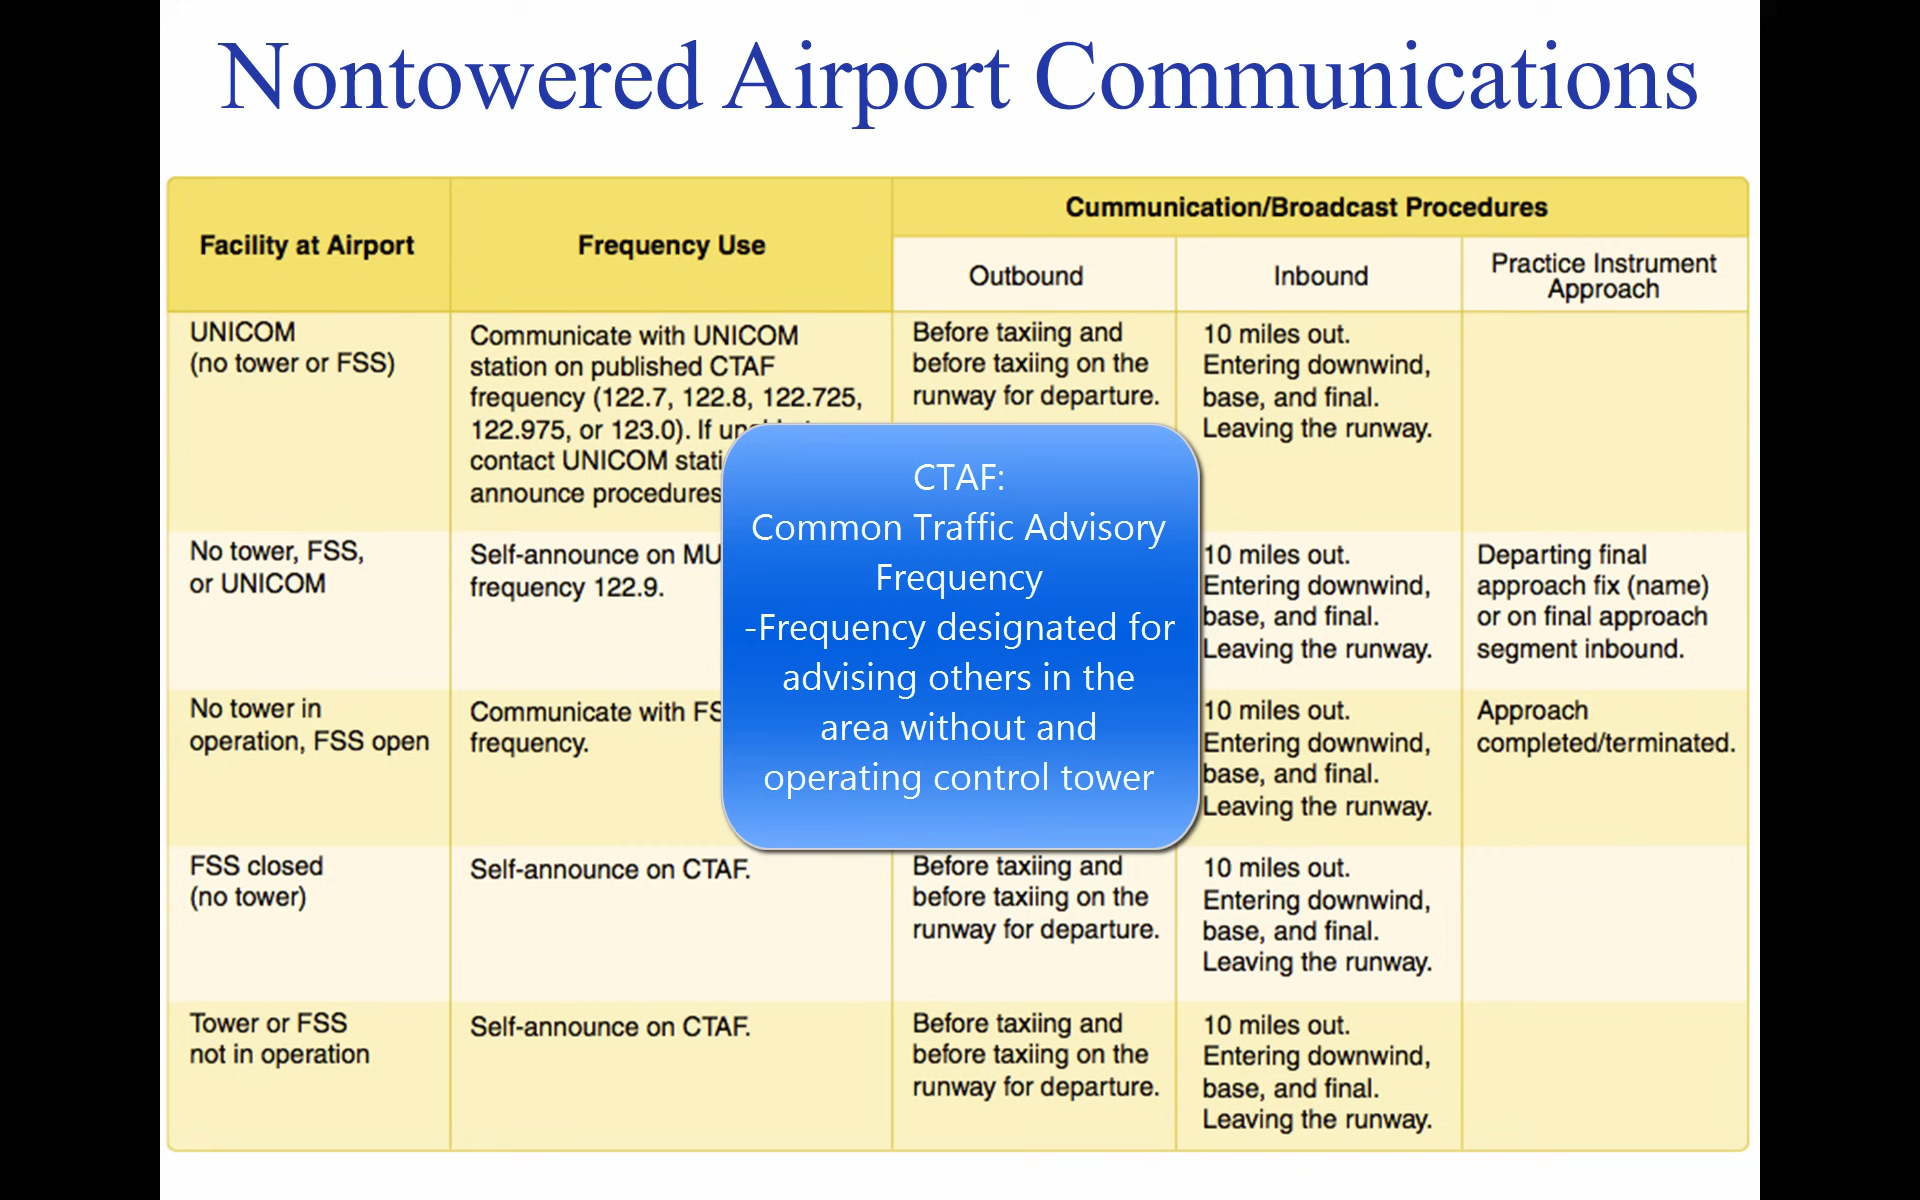 Nontowered Airport Communications
Cummunication/Broadcast Procedures
Facility at Airport
Frequency Use
Outbound
Inbound
Practice Instrument
Approach
UNICOM
(no tower or FSS)
Communicate with UNICOM
station on published CTAF
frequency (122.7, 122.8, 122.725,
122.975, or 123.0). If
contact UNICOM
announce procedures
Before taxiing and
before taxiing on the
runway for departure.
10 miles out.
Entering downwind,
base, and final.
Leaving the runway.
No tower, FSS,
or UNICOM
Self-announce on
frequency 122.9.
10 miles out.
Entering downwind,
base, and final.
Leaving the runway.
Departing final
approach fix (name)
or on final approach
segment inbound.
No tower in
operation, FSS open
Communicate with
frequency.
10 miles out.
Entering downwind,
base, and final.
Leaving the runway.
Approach
completed/terminated.
FSS closed
(no tower)
Self-announce on CTAF.
Before taxiing and
before taxiing on the
runway for departure.
10 miles out.
Entering downwind,
base, and final.
Leaving the runway.
Tower or FSS
not in operation
Self-announce on CTAF.
Before taxiing and
before taxiing on the
runway for departure.
10 miles out.
Entering downwind,
base, and final.
Leaving the runway.
CTAF:
Common Traffic Advisory
Frequency
-Frequency designated for
advising others in the
area without and
operating control tower